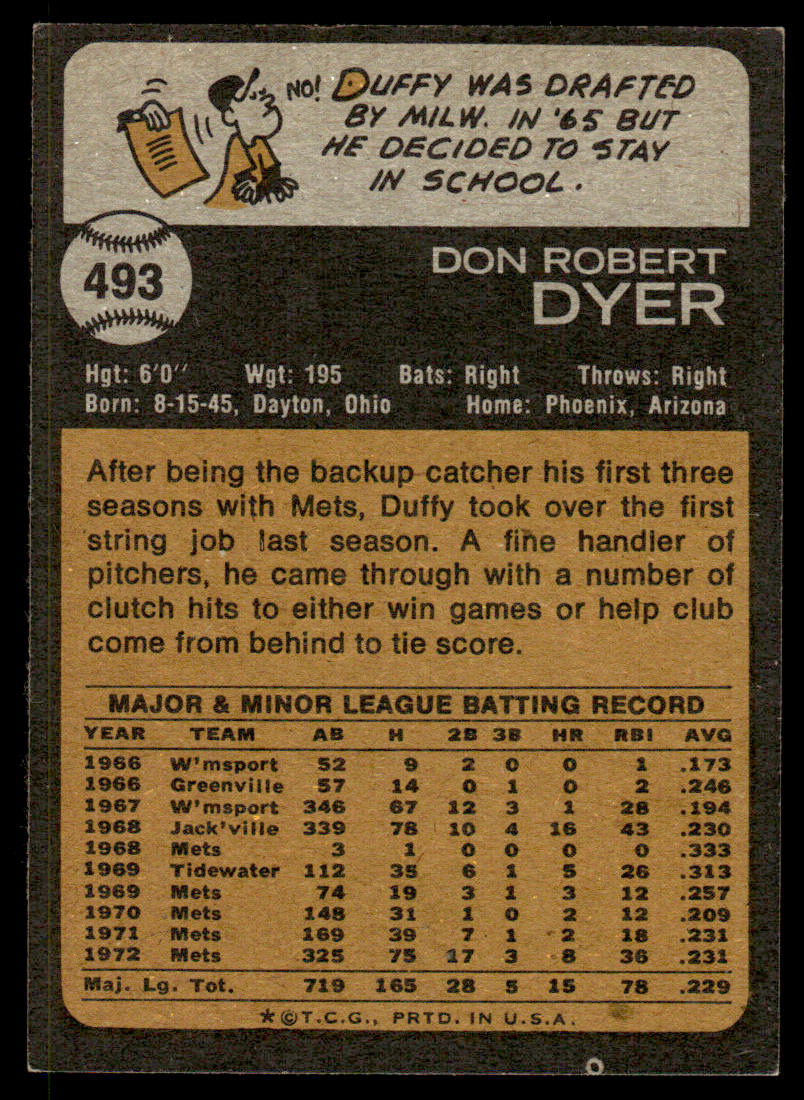 NO! DUFFY WAS DRAFTED
BY MILW. IN '65 BUT
HE DECIDED TO STAY
IN SCHOOL.
493
DON ROBERT
DYER
Hgt: 6'0" Wgt: 195 Bats: Right Throws: Right
Born: 8-15-45, Dayton, Ohio Home: Phoenix, Arizona
After being the backup catcher his first three
seasons with Mets, Duffy took over the first
string job last season. A fine handler of
pitchers, he came through with a number of
clutch hits to either win games or help club
come from behind to tie score.
MAJOR & MINOR LEAGUE BATTING RECORD
YEAR TEAM AB H 2B 3B HR RBI AVG
1966 W'msport 52 9 2 0 0 1 .173
1966 Greenville 57 14 0 1 0 2 .246
1967 W'msport 346 67 12 3 1 28 .194
1968 Jack'ville 339 78 10 4 16 43 .230
1968 Mets 3 1 0 0 0 0 .333
1969 Tidewater 112 35 6 1 5 26 .313
1969 Mets 74 19 3 1 3 12 .257
1970 Mets 148 31 1 0 2 12 .209
1971 Mets 169 39 7 1 2 18 .231
1972 Mets 325 75 17 3 8 36 .231
Maj. Lg. Tot. 719 165 28 5 15 78 .229
*©T.C.G., PRTD. IN U.S.A.